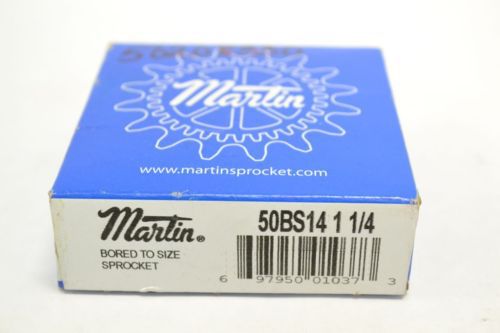 Martin
www.martinsprocket.com
Martin®
BORED TO SIZE
SPROCKET
50BS14 1 1/4
6 97950 01037 3